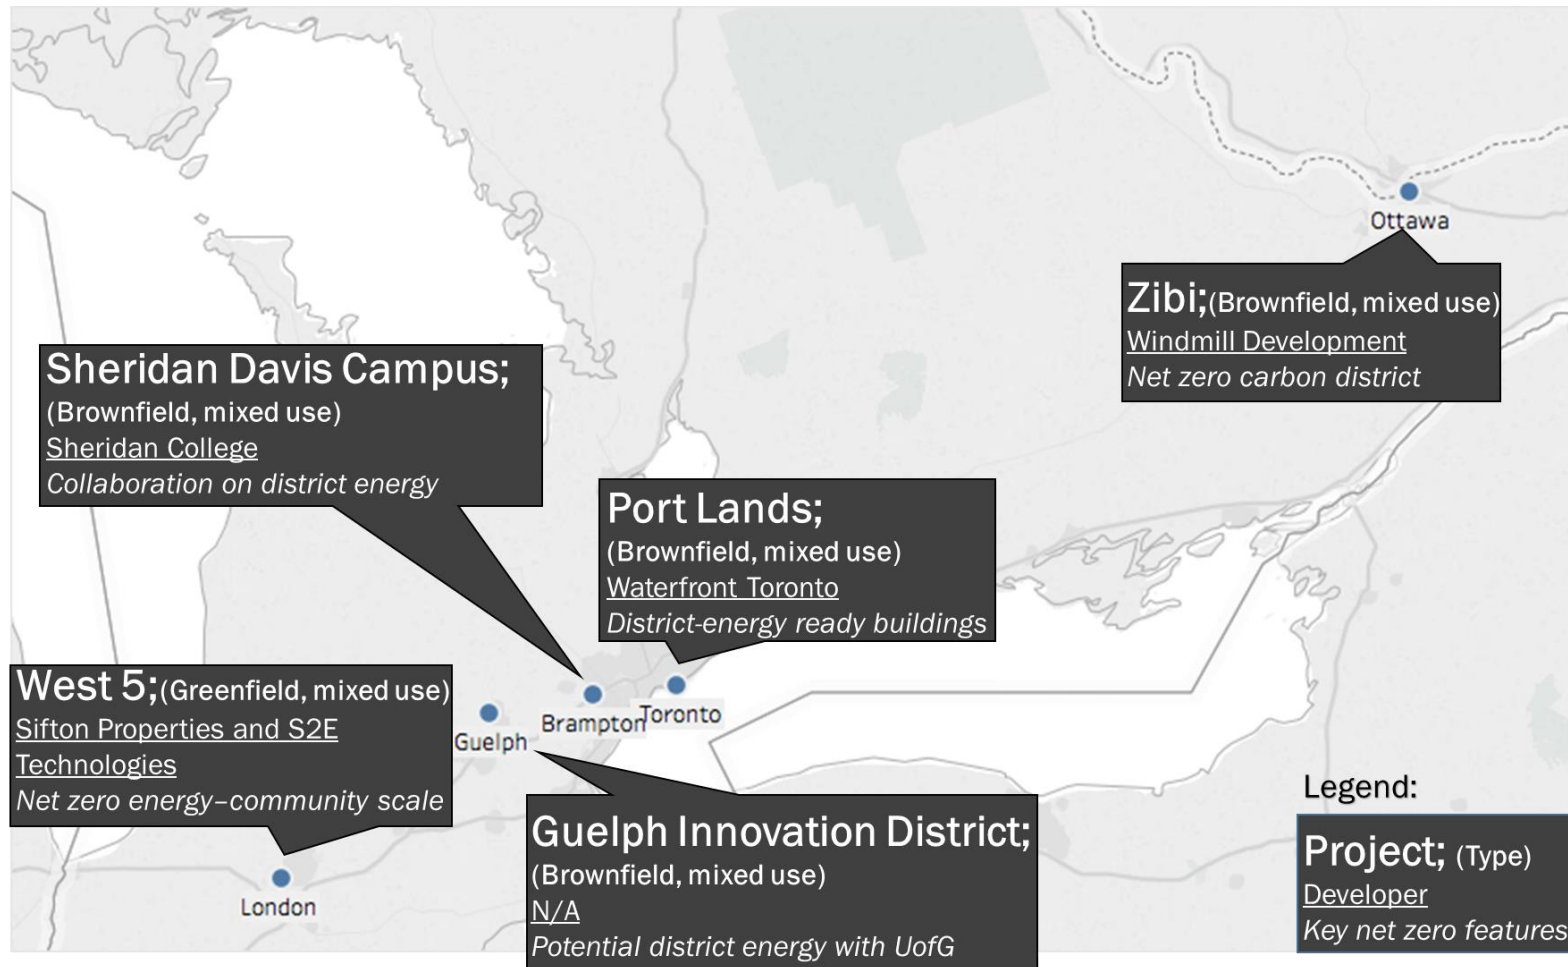 Ottawa
Zibi;(Brownfield, mixed use)
Windmill Development
Net zero carbon district
Sheridan Davis Campus;
(Brownfield, mixed use)
Sheridan College
Collaboration on district energy
Port Lands;
(Brownfield, mixed use)
Waterfront Toronto
District-energy ready buildings
West 5;(Greenfield, mixed use)
Sifton Properties and S2E
Technologies
Net zero energy–community scale
Guelph
Brampton
Toronto
London
Guelph Innovation District;
(Brownfield, mixed use)
N/A
Potential district energy with UofG
Legend:
Project; (Type)
Developer
Key net zero features